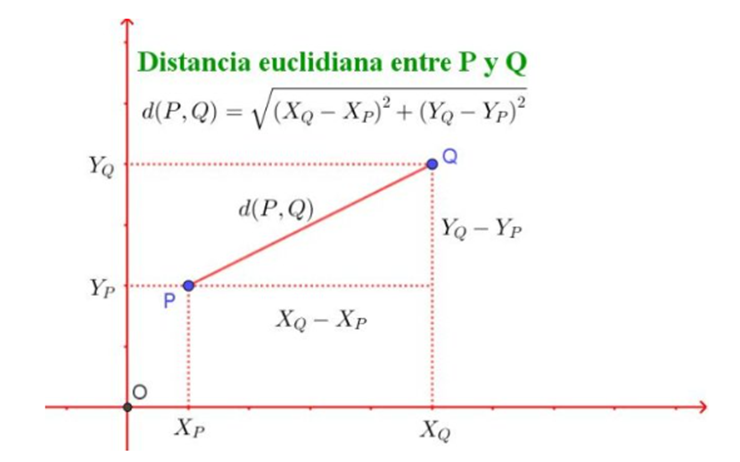 Distancia euclidiana entre P y Q
d(P, Q) = √(X_Q − X_P)² + (Y_Q − Y_P)²
Y_Q
Q
d(P, Q)
Y_Q − Y_P
Y_P
P
X_Q − X_P
O
X_P
X_Q